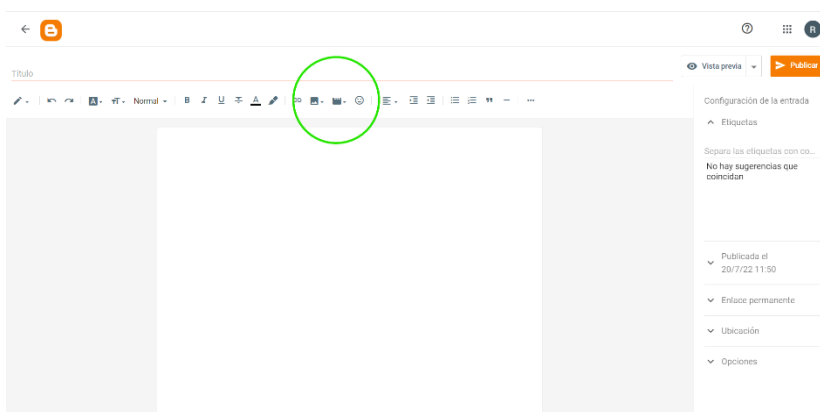 R
Título
Vista previa
Publicar
Normal
B I U T A
Configuración de la entrada
Etiquetas
Separa las etiquetas con co...
No hay sugerencias que
coincidan
Publicada el
20/7/22 11:50
Enlace permanente
Ubicación
Opciones